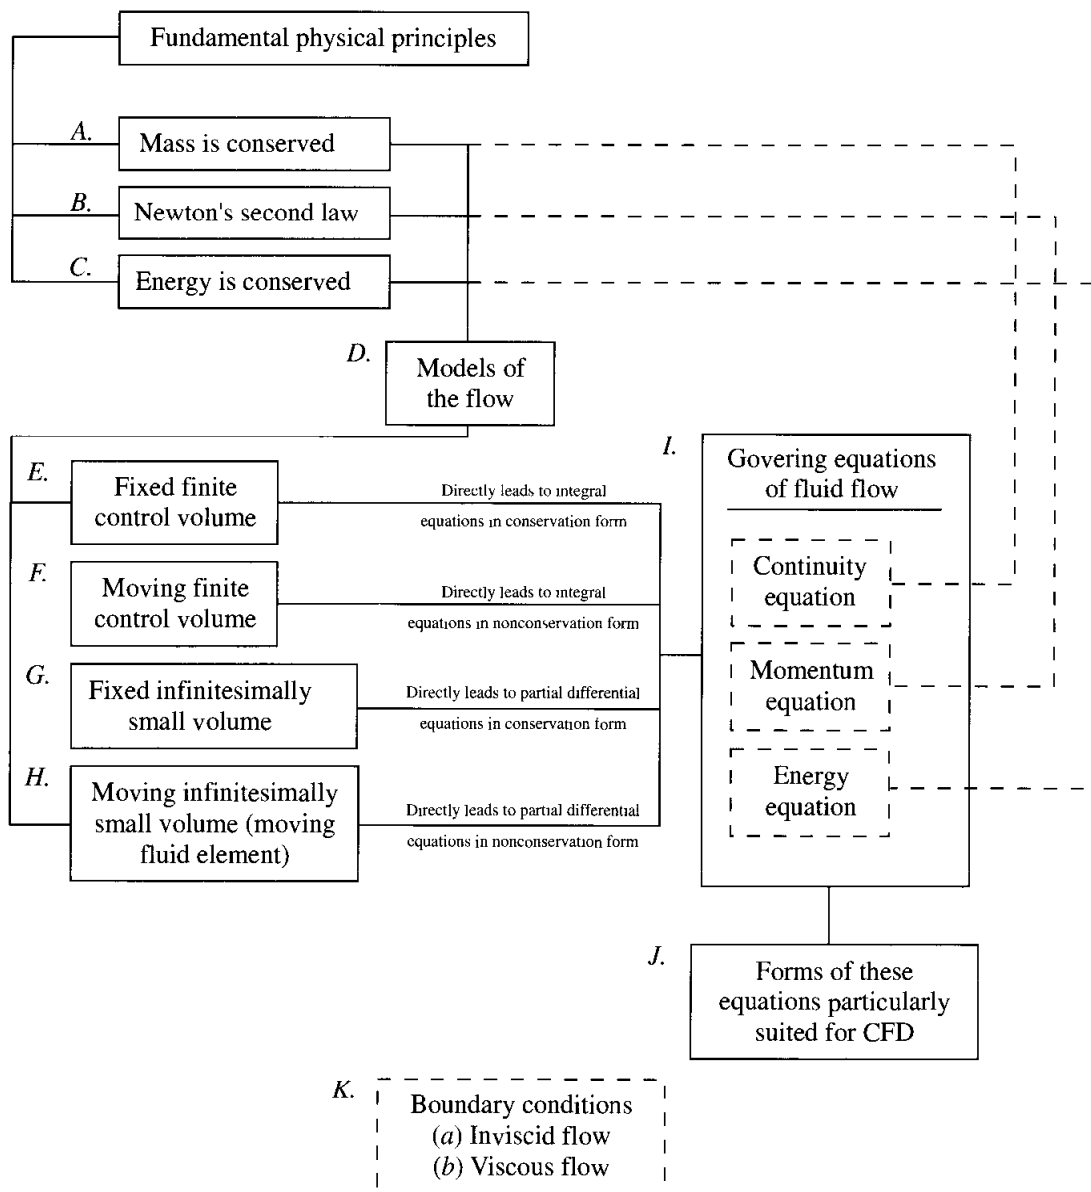 Fundamental physical principles
A.
Mass is conserved
B.
Newton's second law
C.
Energy is conserved
D.
Models of
the flow
E.
Fixed finite
control volume
Directly leads to integral
equations in conservation form
F.
Moving finite
control volume
Directly leads to integral
equations in nonconservation form
G.
Fixed infinitesimally
small volume
Directly leads to partial differential
equations in conservation form
H.
Moving infinitesimally
small volume (moving
fluid element)
Directly leads to partial differential
equations in nonconservation form
I.
Govering equations
of fluid flow
Continuity
equation
Momentum
equation
Energy
equation
J.
Forms of these
equations particularly
suited for CFD
K.
Boundary conditions
(a) Inviscid flow
(b) Viscous flow